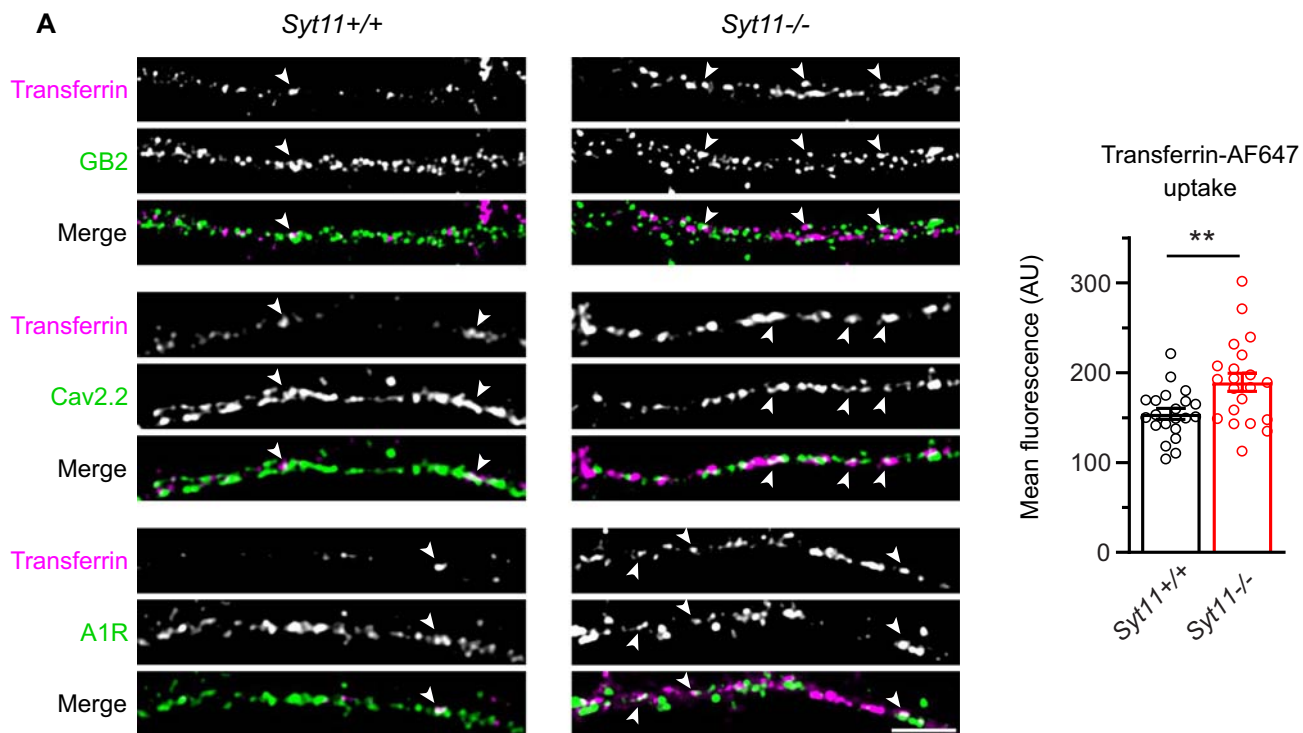 A
Syt11+/+
Syt11-/-
Transferrin
GB2
Merge
Transferrin
Cav2.2
Merge
Transferrin
A1R
Merge
Transferrin-AF647
uptake
**
Mean fluorescence (AU)
300
200
100
0
Syt11+/+
Syt11-/-